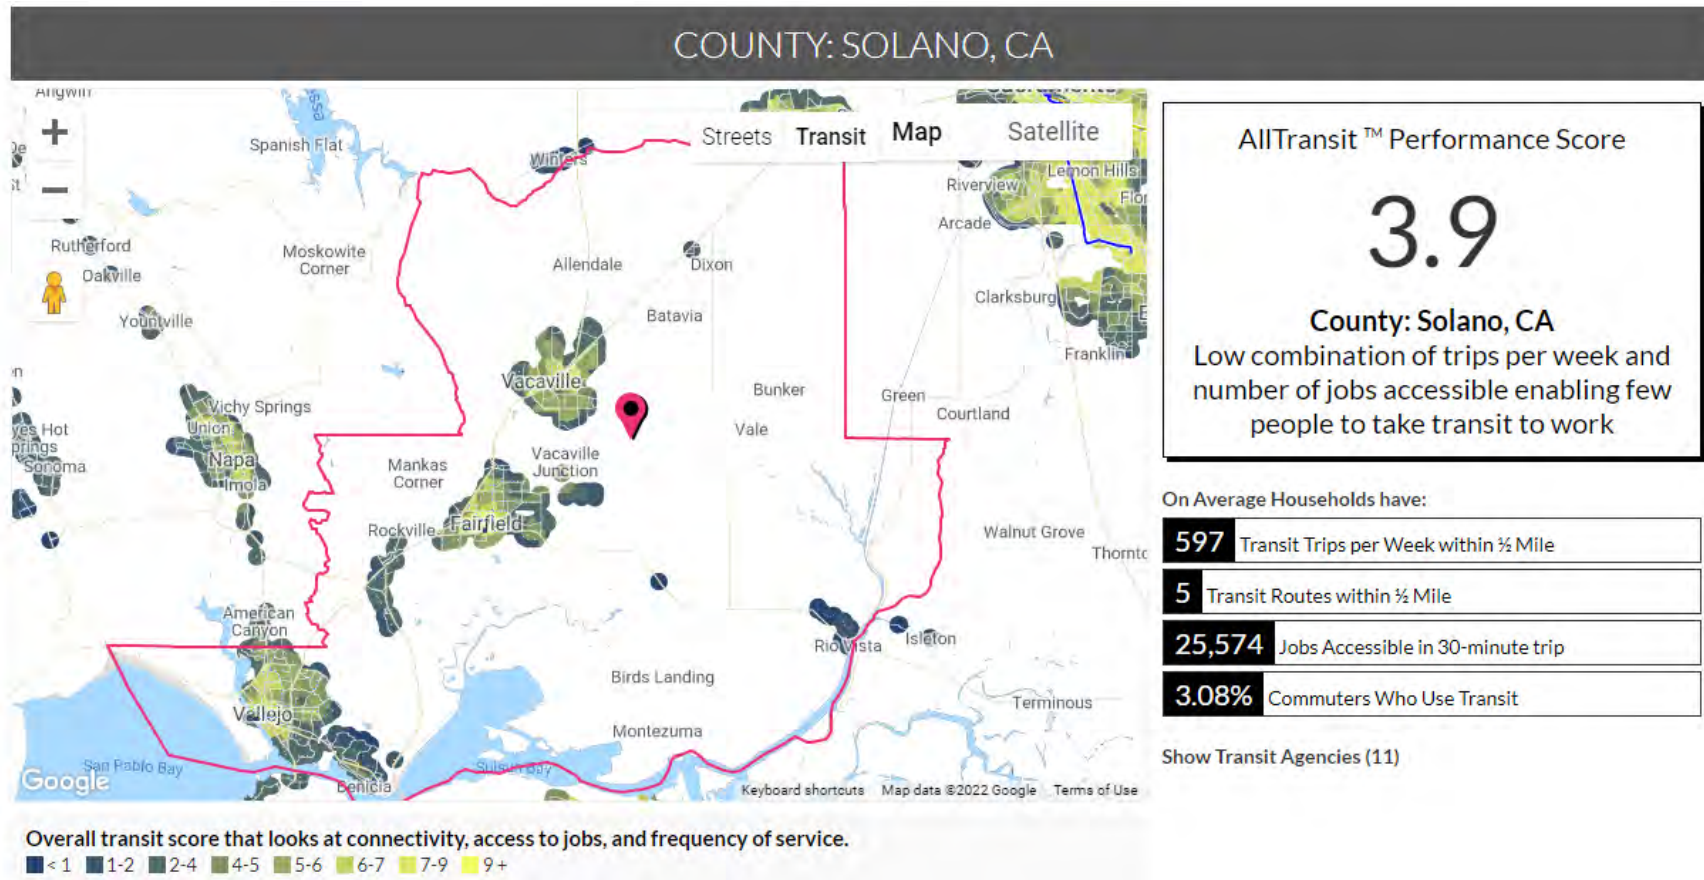 COUNTY: SOLANO, CA
Angwin
Spanish Flat
Winters
Streets Transit Map Satellite
+
−
Riverview
Lemon Hills
Arcade
Rutherford
Oakville
Moskowite
Corner
Allendale
Dixon
Clarksburg
Yountville
Batavia
Franklin
Vacaville
Bunker
Green
Courtland
Vichy Springs
Union
Vale
Napa
Imola
Sonoma
Mankas
Corner
Vacaville
Junction
Rockville
Fairfield
Walnut Grove
American
Canyon
Rio Vista
Isleton
Birds Landing
Terminous
Vallejo
Montezuma
San Pablo Bay
Suisun Bay
Benicia
Google
Keyboard shortcuts Map data ©2022 Google Terms of Use
Overall transit score that looks at connectivity, access to jobs, and frequency of service.
< 1 1-2 2-4 4-5 5-6 6-7 7-9 9 +
AllTransit ™ Performance Score
3.9
County: Solano, CA
Low combination of trips per week and
number of jobs accessible enabling few
people to take transit to work
On Average Households have:
597 Transit Trips per Week within ½ Mile
5 Transit Routes within ½ Mile
25,574 Jobs Accessible in 30-minute trip
3.08% Commuters Who Use Transit
Show Transit Agencies (11)